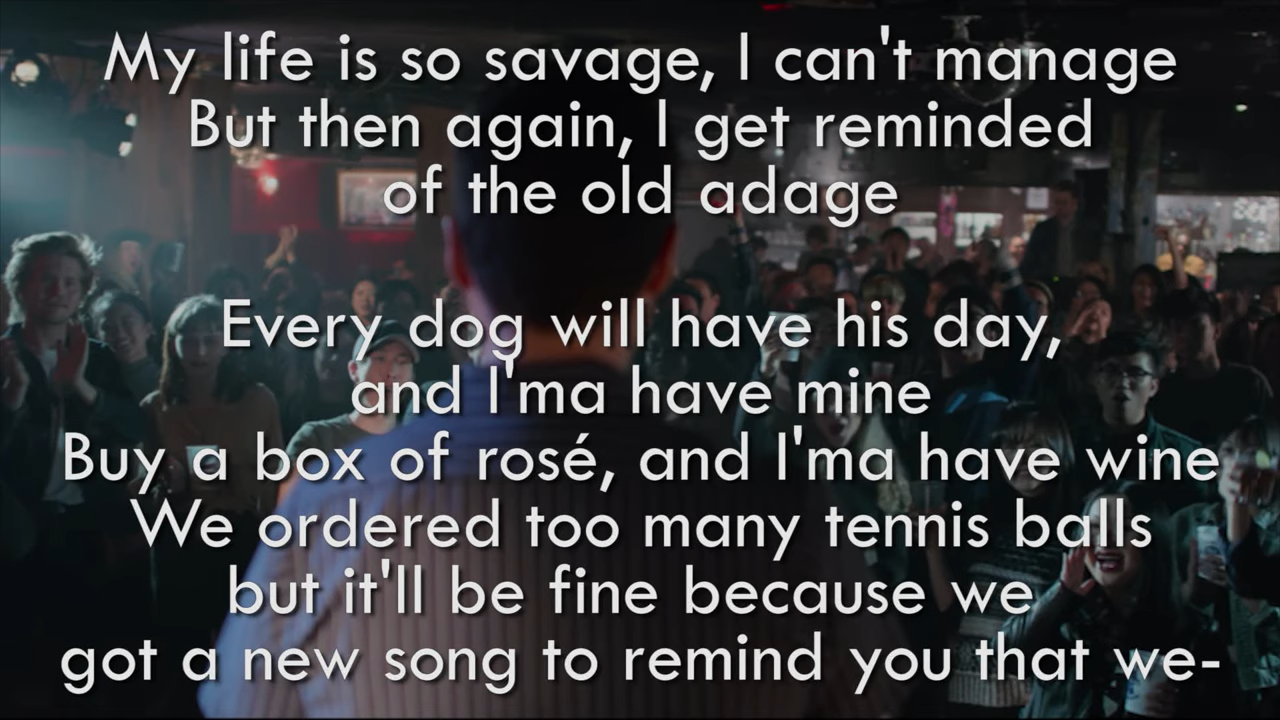 My life is so savage, I can't manage
But then again, I get reminded
of the old adage
Every dog will have his day,
and I'ma have mine
Buy a box of rosé, and I'ma have wine
We ordered too many tennis balls
but it'll be fine because we
got a new song to remind you that we-